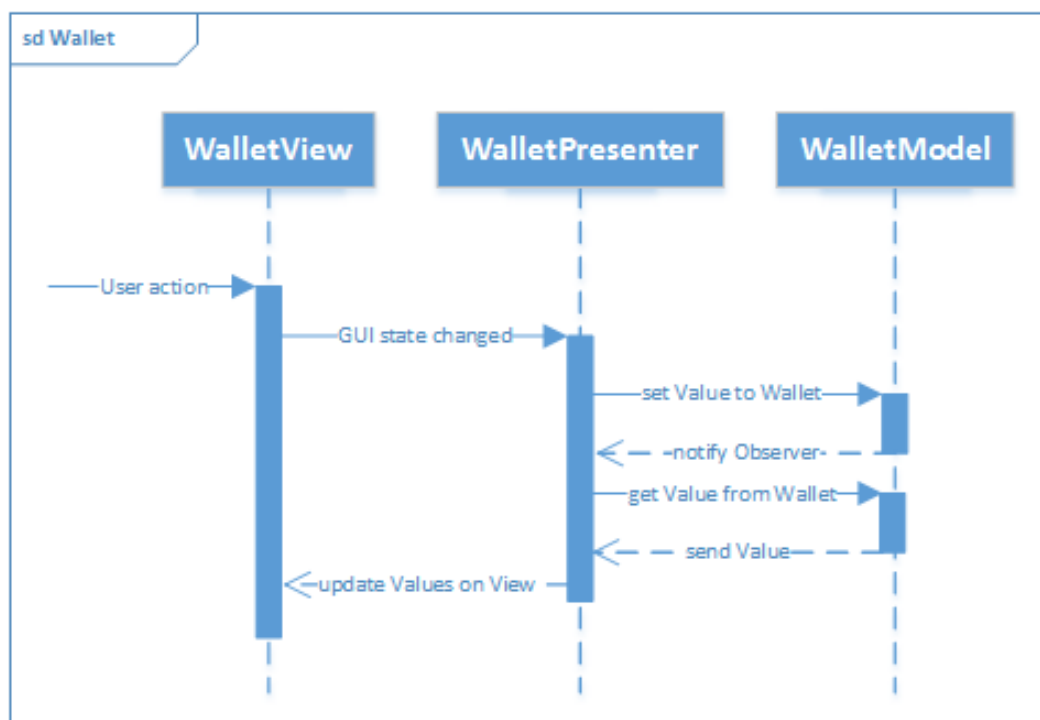 sd Wallet
WalletView
WalletPresenter
WalletModel
User action
GUI state changed
set Value to Wallet
notify Observer
get Value from Wallet
send Value
update Values on View